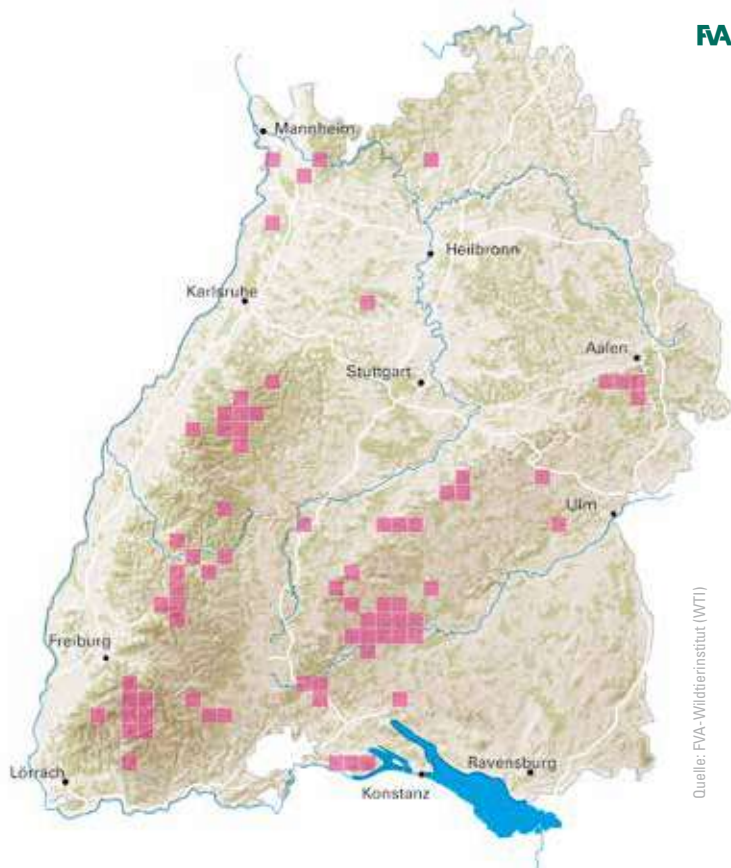 FVA
Mannheim
Heilbronn
Karlsruhe
Aalen
Stuttgart
Ulm
Freiburg
Lörrach
Ravensburg
Konstanz
Quelle: FVA-Wildtierinstitut (WTI)